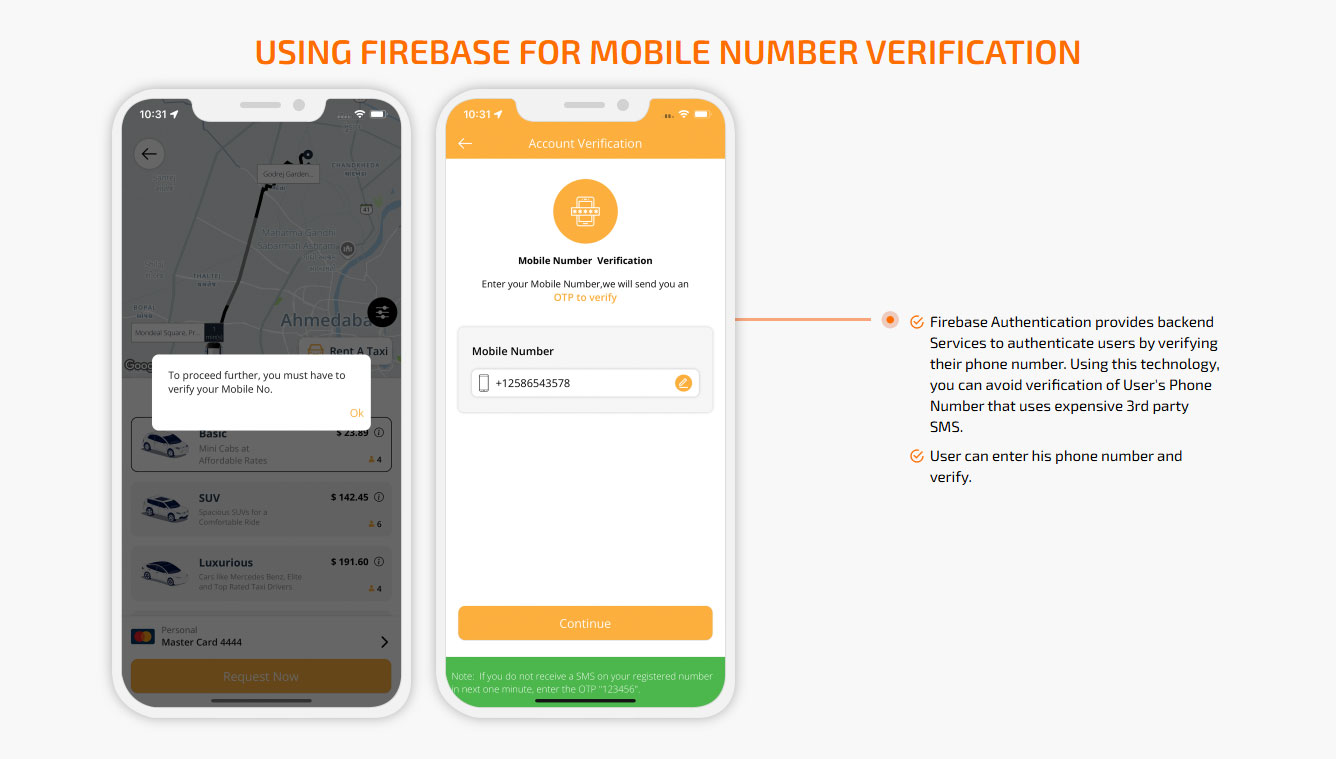 USING FIREBASE FOR MOBILE NUMBER VERIFICATION
10:31
CHANDKHEDA
Godrej Garden...
41
Mahatma Gandhi
Sabarmati Ashram
THALTEJ
BOPAL
Mondeal Square, Pr...
1
Ahmedaba
Rent A Taxi
Goog
To proceed further, you must have to
verify your Mobile No.
Ok
Basic
$ 23.89
Mini Cabs at
Affordable Rates
4
SUV
$ 142.45
Spacious SUVs for a
Comfortable Ride
6
Luxurious
$ 191.60
Cars like Mercedes Benz, Elite
and Top Rated Taxi Drivers
4
Personal
Master Card 4444
Request Now
10:31
Account Verification
Mobile Number Verification
Enter your Mobile Number,we will send you an
OTP to verify
Mobile Number
+12586543578
Continue
Note: If you do not receive a SMS on your registered number
in next one minute, enter the OTP "123456".
Firebase Authentication provides backend
Services to authenticate users by verifying
their phone number. Using this technology,
you can avoid verification of User's Phone
Number that uses expensive 3rd party
SMS.
User can enter his phone number and
verify.